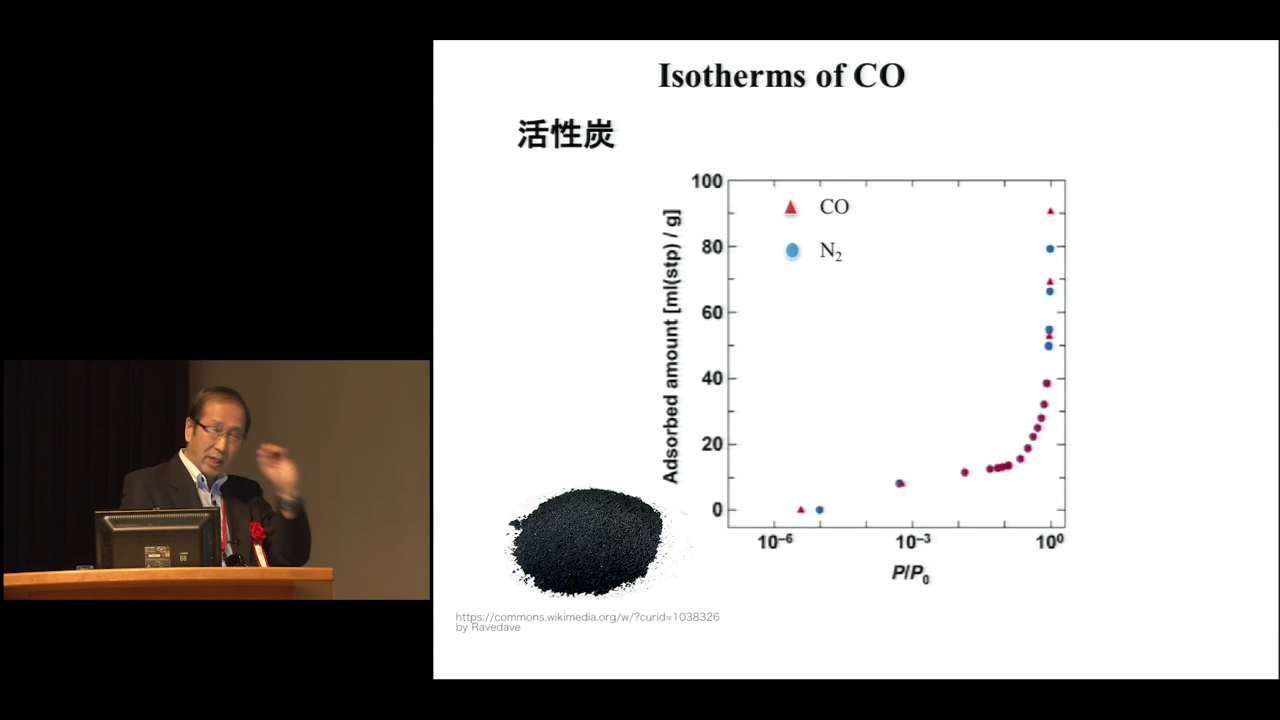 Isotherms of CO
活性炭
100
80
60
40
20
0
Adsorbed amount [ml(stp) / g]
CO
N₂
10⁻⁶
10⁻³
10⁰
P/P₀
https://commons.wikimedia.org/w/?curid=1038326
by Ravedave